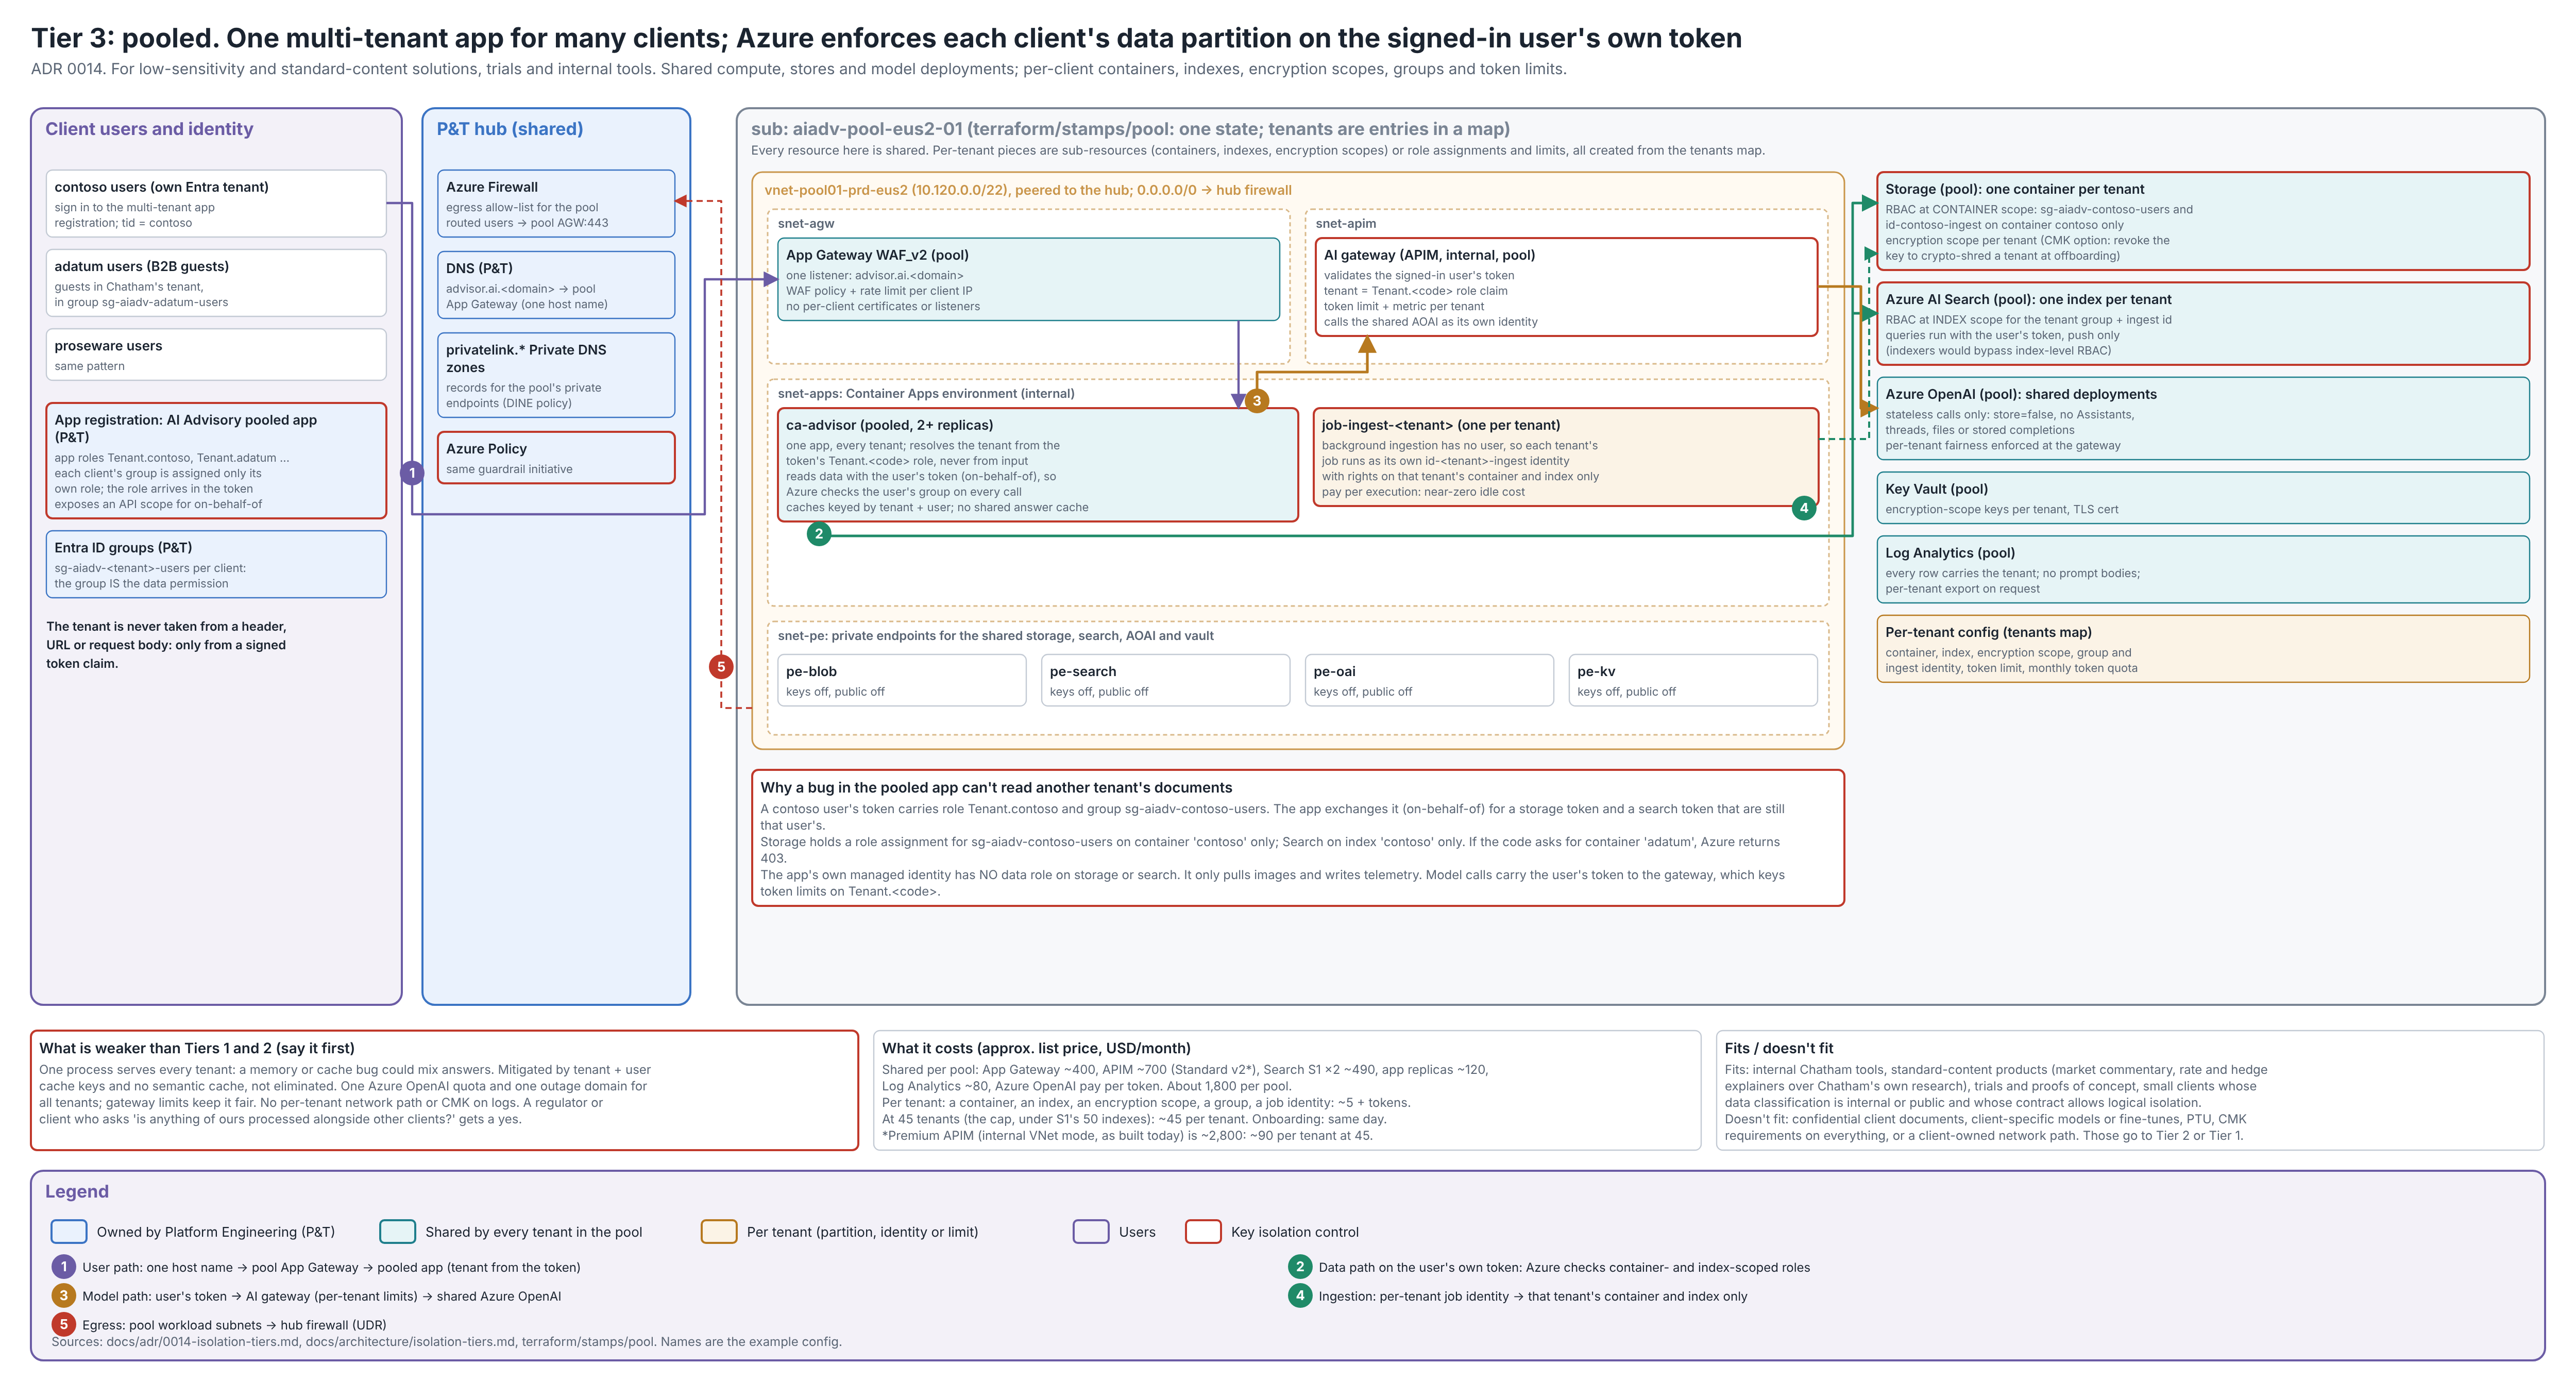 Tier 3: pooled. One multi-tenant app for many clients; Azure enforces each client's data partition on the signed-in user's own token
ADR 0014. For low-sensitivity and standard-content solutions, trials and internal tools. Shared compute, stores and model deployments; per-client containers, indexes, encryption scopes, groups and token limits.
Client users and identity
contoso users (own Entra tenant)
sign in to the multi-tenant app
registration; tid = contoso
adatum users (B2B guests)
guests in Chatham's tenant,
in group sg-aiadv-adatum-users
proseware users
same pattern
App registration: AI Advisory pooled app
(P&T)
app roles Tenant.contoso, Tenant.adatum ...
each client's group is assigned only its
own role; the role arrives in the token
exposes an API scope for on-behalf-of
Entra ID groups (P&T)
sg-aiadv-<tenant>-users per client:
the group IS the data permission
The tenant is never taken from a header,
URL or request body: only from a signed
token claim.
1
P&T hub (shared)
Azure Firewall
egress allow-list for the pool
routed users → pool AGW:443
DNS (P&T)
advisor.ai.<domain> → pool
App Gateway (one host name)
privatelink.* Private DNS
zones
records for the pool's private
endpoints (DINE policy)
Azure Policy
same guardrail initiative
5
sub: aiadv-pool-eus2-01 (terraform/stamps/pool: one state; tenants are entries in a map)
Every resource here is shared. Per-tenant pieces are sub-resources (containers, indexes, encryption scopes) or role assignments and limits, all created from the tenants map.
vnet-pool01-prd-eus2 (10.120.0.0/22), peered to the hub; 0.0.0.0/0 → hub firewall
snet-agw
App Gateway WAF_v2 (pool)
one listener: advisor.ai.<domain>
WAF policy + rate limit per client IP
no per-client certificates or listeners
snet-apim
AI gateway (APIM, internal, pool)
validates the signed-in user's token
tenant = Tenant.<code> role claim
token limit + metric per tenant
calls the shared AOAI as its own identity
snet-apps: Container Apps environment (internal)
3
ca-advisor (pooled, 2+ replicas)
one app, every tenant; resolves the tenant from the
token's Tenant.<code> role, never from input
reads data with the user's token (on-behalf-of), so
Azure checks the user's group on every call
caches keyed by tenant + user; no shared answer cache
2
job-ingest-<tenant> (one per tenant)
background ingestion has no user, so each tenant's
job runs as its own id-<tenant>-ingest identity
with rights on that tenant's container and index only
pay per execution: near-zero idle cost
4
snet-pe: private endpoints for the shared storage, search, AOAI and vault
pe-blob
keys off, public off
pe-search
keys off, public off
pe-oai
keys off, public off
pe-kv
keys off, public off
Storage (pool): one container per tenant
RBAC at CONTAINER scope: sg-aiadv-contoso-users and
id-contoso-ingest on container contoso only
encryption scope per tenant (CMK option: revoke the
key to crypto-shred a tenant at offboarding)
Azure AI Search (pool): one index per tenant
RBAC at INDEX scope for the tenant group + ingest id
queries run with the user's token, push only
(indexers would bypass index-level RBAC)
Azure OpenAI (pool): shared deployments
stateless calls only: store=false, no Assistants,
threads, files or stored completions
per-tenant fairness enforced at the gateway
Key Vault (pool)
encryption-scope keys per tenant, TLS cert
Log Analytics (pool)
every row carries the tenant; no prompt bodies;
per-tenant export on request
Per-tenant config (tenants map)
container, index, encryption scope, group and
ingest identity, token limit, monthly token quota
Why a bug in the pooled app can't read another tenant's documents
A contoso user's token carries role Tenant.contoso and group sg-aiadv-contoso-users. The app exchanges it (on-behalf-of) for a storage token and a search token that are still
that user's.
Storage holds a role assignment for sg-aiadv-contoso-users on container 'contoso' only; Search on index 'contoso' only. If the code asks for container 'adatum', Azure returns
403.
The app's own managed identity has NO data role on storage or search. It only pulls images and writes telemetry. Model calls carry the user's token to the gateway, which keys
token limits on Tenant.<code>.
What is weaker than Tiers 1 and 2 (say it first)
One process serves every tenant: a memory or cache bug could mix answers. Mitigated by tenant + user
cache keys and no semantic cache, not eliminated. One Azure OpenAI quota and one outage domain for
all tenants; gateway limits keep it fair. No per-tenant network path or CMK on logs. A regulator or
client who asks 'is anything of ours processed alongside other clients?' gets a yes.
What it costs (approx. list price, USD/month)
Shared per pool: App Gateway ~400, APIM ~700 (Standard v2*), Search S1 ×2 ~490, app replicas ~120,
Log Analytics ~80, Azure OpenAI pay per token. About 1,800 per pool.
Per tenant: a container, an index, an encryption scope, a group, a job identity: ~5 + tokens.
At 45 tenants (the cap, under S1's 50 indexes): ~45 per tenant. Onboarding: same day.
*Premium APIM (internal VNet mode, as built today) is ~2,800: ~90 per tenant at 45.
Fits / doesn't fit
Fits: internal Chatham tools, standard-content products (market commentary, rate and hedge
explainers over Chatham's own research), trials and proofs of concept, small clients whose
data classification is internal or public and whose contract allows logical isolation.
Doesn't fit: confidential client documents, client-specific models or fine-tunes, PTU, CMK
requirements on everything, or a client-owned network path. Those go to Tier 2 or Tier 1.
Legend
Owned by Platform Engineering (P&T)
Shared by every tenant in the pool
Per tenant (partition, identity or limit)
Users
Key isolation control
1 User path: one host name → pool App Gateway → pooled app (tenant from the token)
2 Data path on the user's own token: Azure checks container- and index-scoped roles
3 Model path: user's token → AI gateway (per-tenant limits) → shared Azure OpenAI
4 Ingestion: per-tenant job identity → that tenant's container and index only
5 Egress: pool workload subnets → hub firewall (UDR)
Sources: docs/adr/0014-isolation-tiers.md, docs/architecture/isolation-tiers.md, terraform/stamps/pool. Names are the example config.